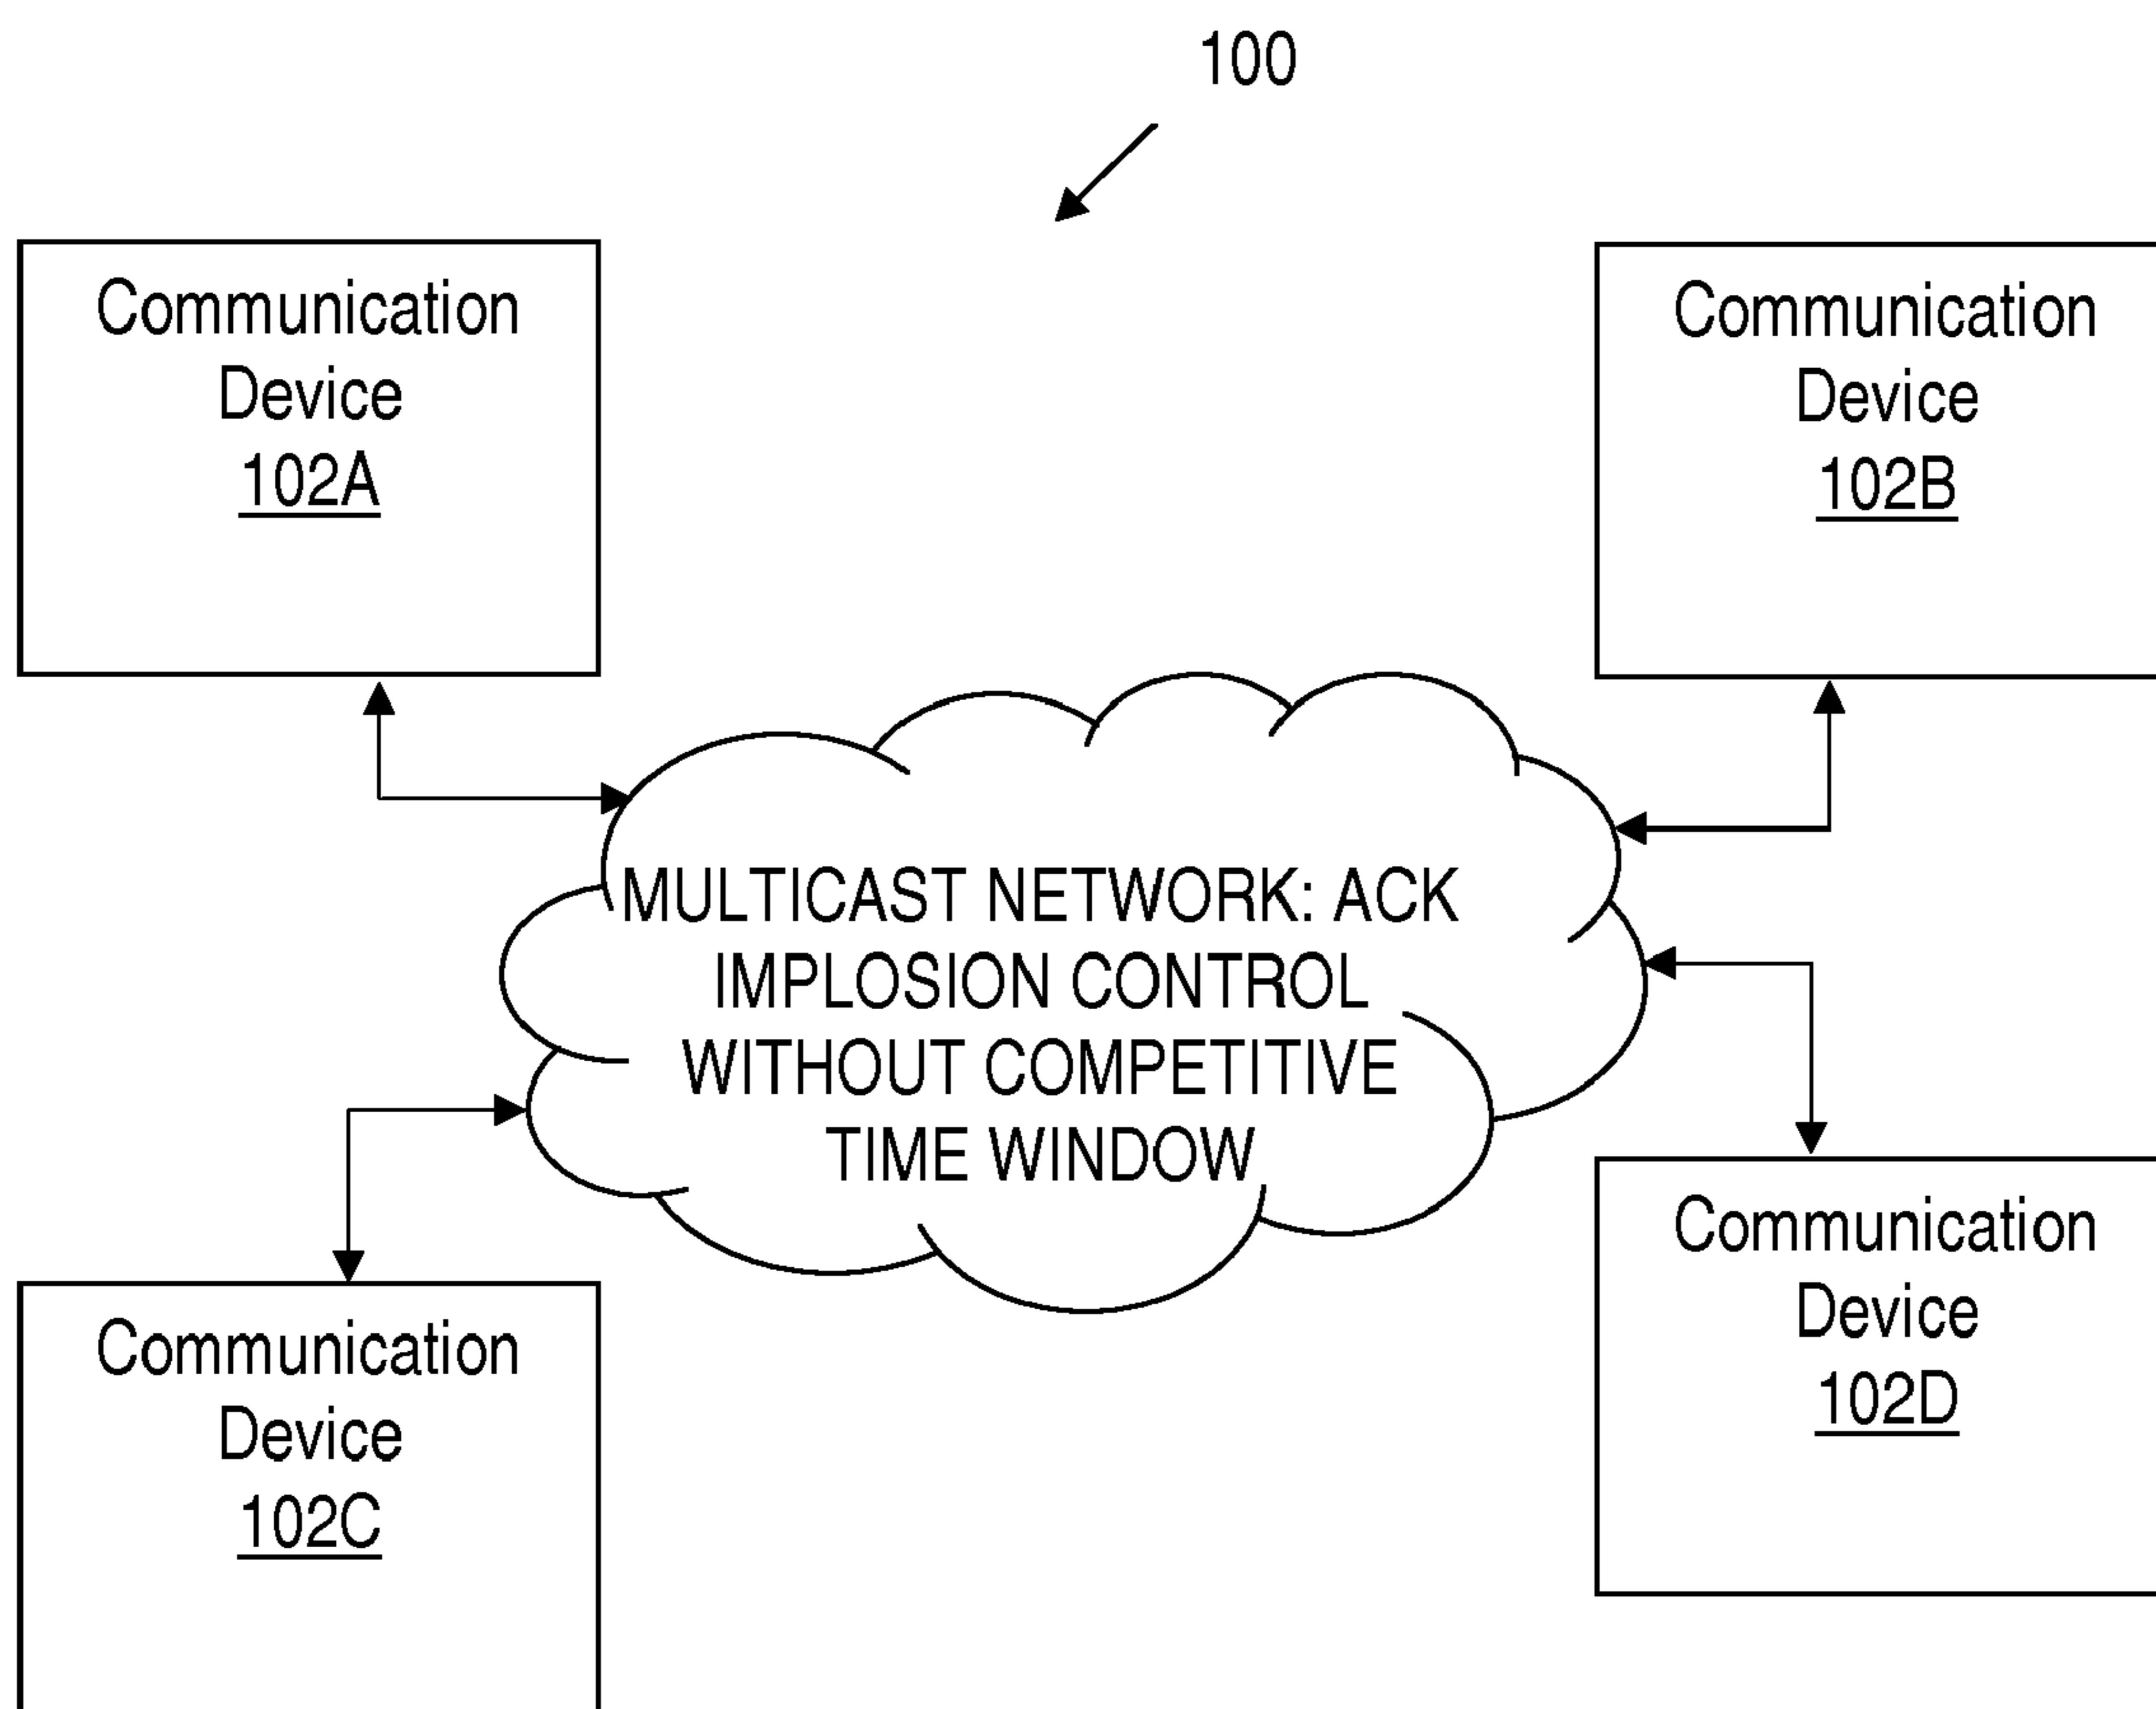 100
Communication
Device
102A
Communication
Device
102B
MULTICAST NETWORK: ACK
IMPLOSION CONTROL
WITHOUT COMPETITIVE
TIME WINDOW
Communication
Device
102C
Communication
Device
102D